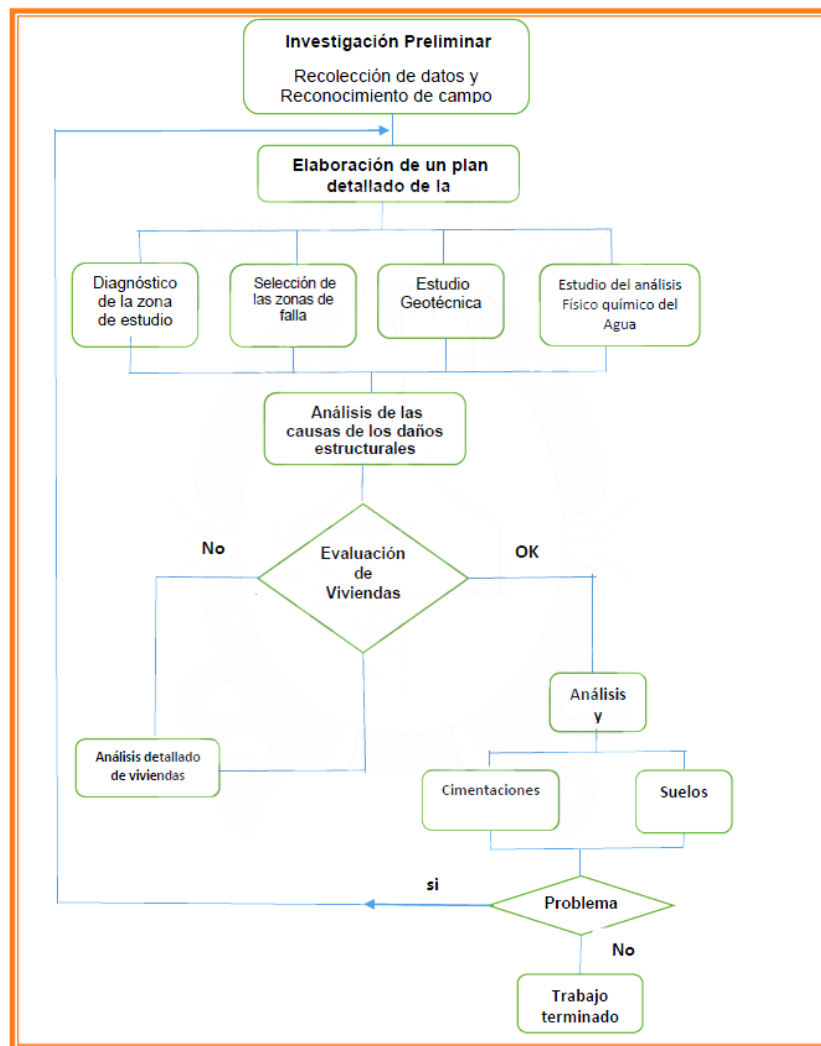 Investigación Preliminar
Recolección de datos y
Reconocimiento de campo
Elaboración de un plan
detallado de la
Diagnóstico
de la zona
de estudio
Selección de
las zonas de
falla
Estudio
Geotécnica
Estudio del análisis
Físico químico del
Agua
Análisis de las
causas de los daños
estructurales
No
Evaluación
de
Viviendas
OK
Análisis detallado
de viviendas
Análisis
y
Cimentaciones
Suelos
si
Problema
No
Trabajo
terminado